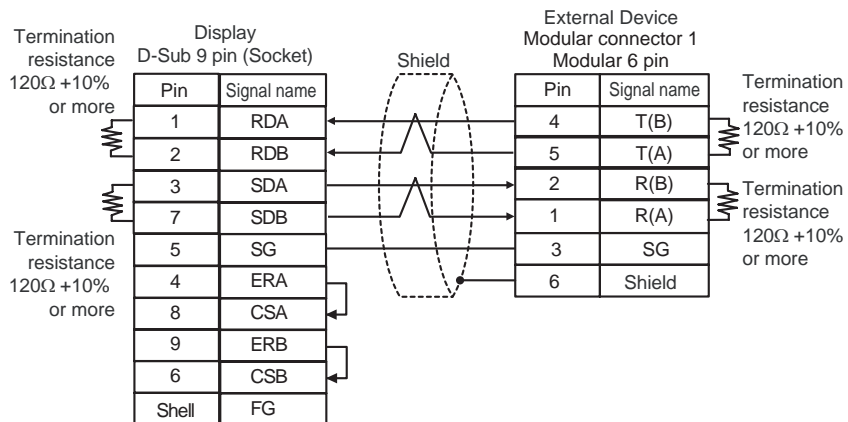 Display
D-Sub 9 pin (Socket)
Termination
resistance
120Ω +10%
or more
Shield
External Device
Modular connector 1
Modular 6 pin
Termination
resistance
120Ω +10%
or more
Pin Signal name
1 RDA
2 RDB
3 SDA
7 SDB
5 SG
4 ERA
8 CSA
9 ERB
6 CSB
Shell FG
Termination
resistance
120Ω +10%
or more
Pin Signal name
4 T(B)
5 T(A)
2 R(B)
1 R(A)
3 SG
6 Shield
Termination
resistance
120Ω +10%
or more